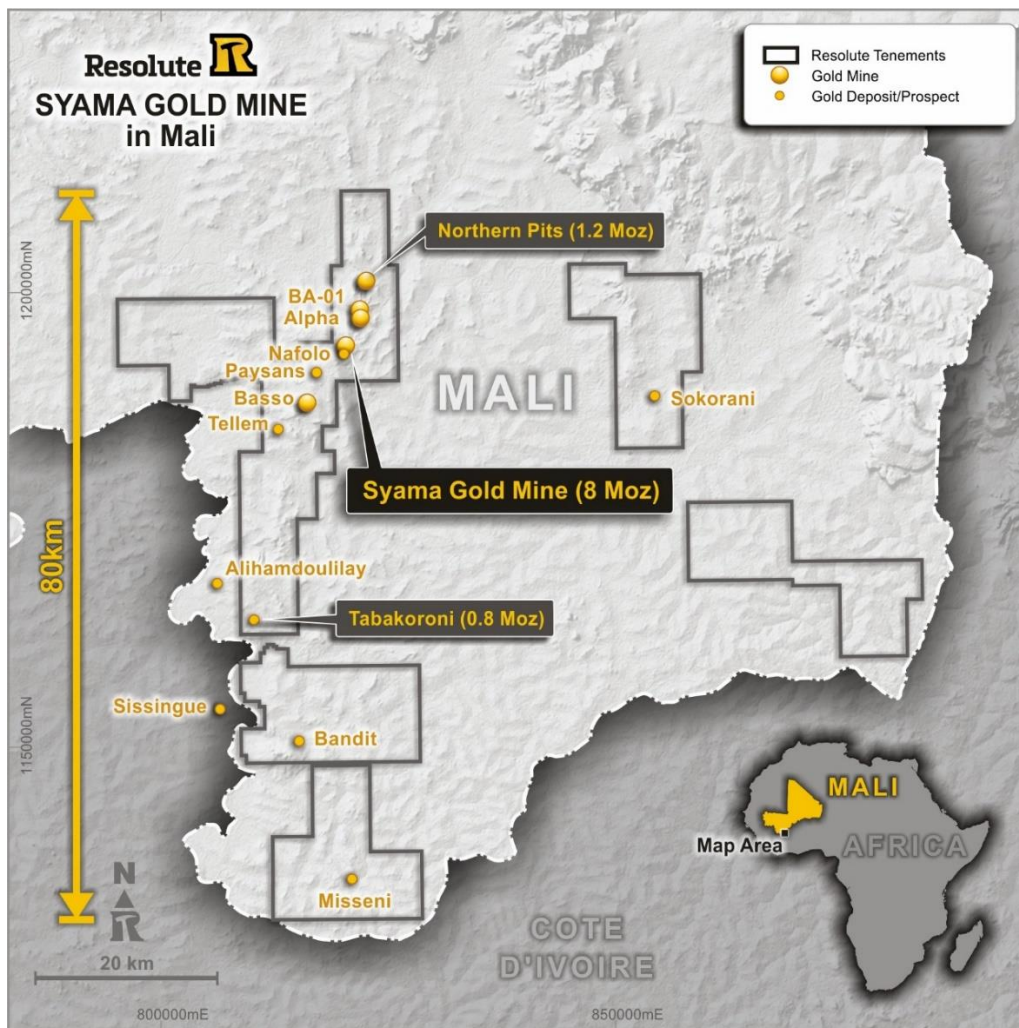 Resolute R
SYAMA GOLD MINE
in Mali
Resolute Tenements
Gold Mine
Gold Deposit/Prospect
Northern Pits (1.2 Moz)
1200000mN
BA-01
Alpha
Nafolo
Paysans
Basso
Tellem
MALI
Sokorani
Syama Gold Mine (8 Moz)
80km
Alihamdoulilay
Tabakoroni (0.8 Moz)
Sissingue
Bandit
1150000mN
MALI
AFRICA
Map Area
Misseni
N
R
COTE
D'IVOIRE
20 km
800000mE
850000mE